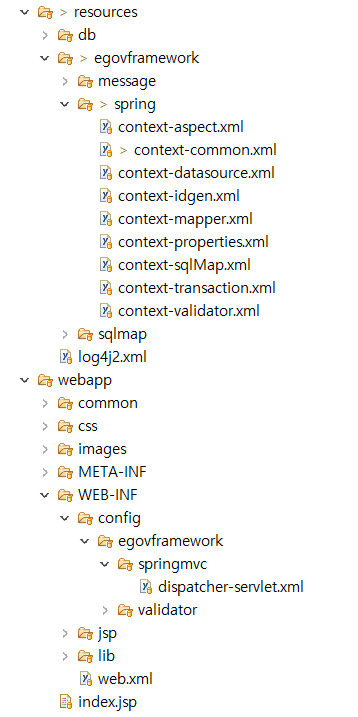 > resources
db
> egovframework
message
> spring
context-aspect.xml
> context-common.xml
context-datasource.xml
context-idgen.xml
context-mapper.xml
context-properties.xml
context-sqlMap.xml
context-transaction.xml
context-validator.xml
sqlmap
log4j2.xml
webapp
common
css
images
META-INF
WEB-INF
config
egovframework
springmvc
dispatcher-servlet.xml
validator
jsp
lib
web.xml
index.jsp